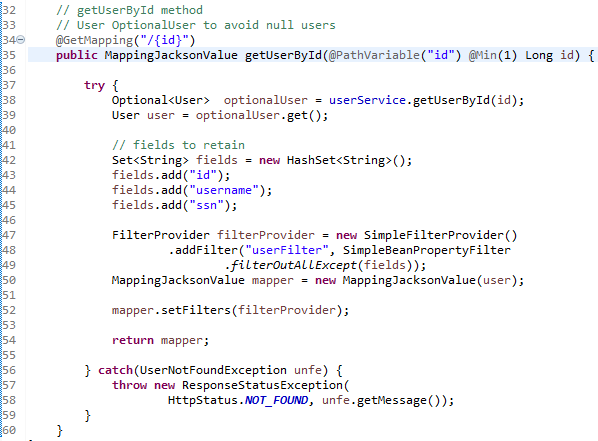 32 // getUserById method
33 // User OptionalUser to avoid null users
34 @GetMapping("/{id}")
35 public MappingJacksonValue getUserById(@PathVariable("id") @Min(1) Long id) {
36
37 try {
38 Optional<User> optionalUser = userService.getUserById(id);
39 User user = optionalUser.get();
40
41 // fields to retain
42 Set<String> fields = new HashSet<String>();
43 fields.add("id");
44 fields.add("username");
45 fields.add("ssn");
46
47 FilterProvider filterProvider = new SimpleFilterProvider()
48 .addFilter("userFilter", SimpleBeanPropertyFilter
49 .filterOutAllExcept(fields));
50 MappingJacksonValue mapper = new MappingJacksonValue(user);
51
52 mapper.setFilters(filterProvider);
53
54 return mapper;
55
56 } catch(UserNotFoundException unfe) {
57 throw new ResponseStatusException(
58 HttpStatus.NOT_FOUND, unfe.getMessage());
59 }
60 }